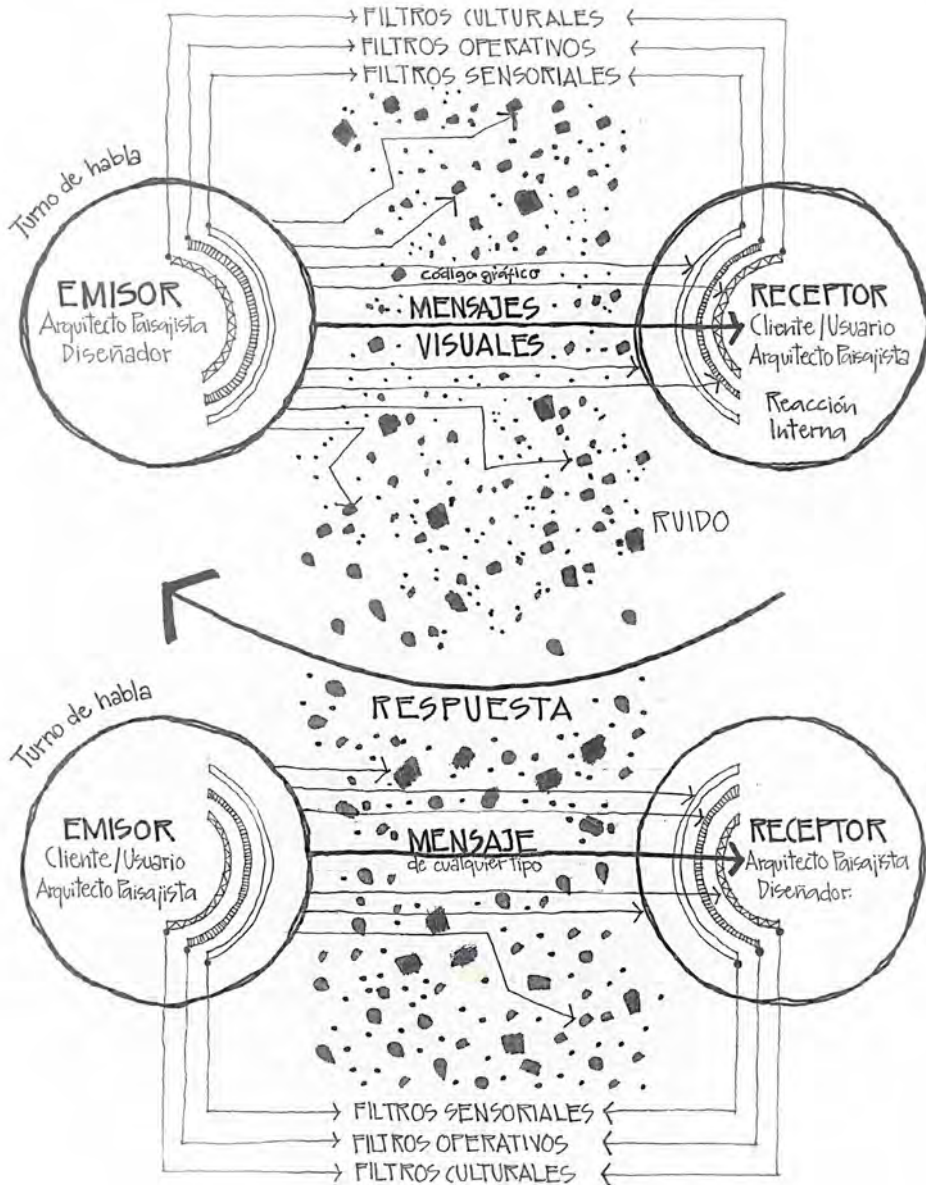 FILTROS CULTURALES
FILTROS OPERATIVOS
FILTROS SENSORIALES
Turno de habla
EMISOR
Arquitecto Paisajista
Diseñador
código gráfico
MENSAJES
VISUALES
RECEPTOR
Cliente/Usuario
Arquitecto Paisajista
Reacción
Interna
RUIDO
RESPUESTA
Turno de habla
EMISOR
Cliente/Usuario
Arquitecto Paisajista
MENSAJE
de cualquier tipo
RECEPTOR
Arquitecto Paisajista
Diseñador.
FILTROS SENSORIALES
FILTROS OPERATIVOS
FILTROS CULTURALES